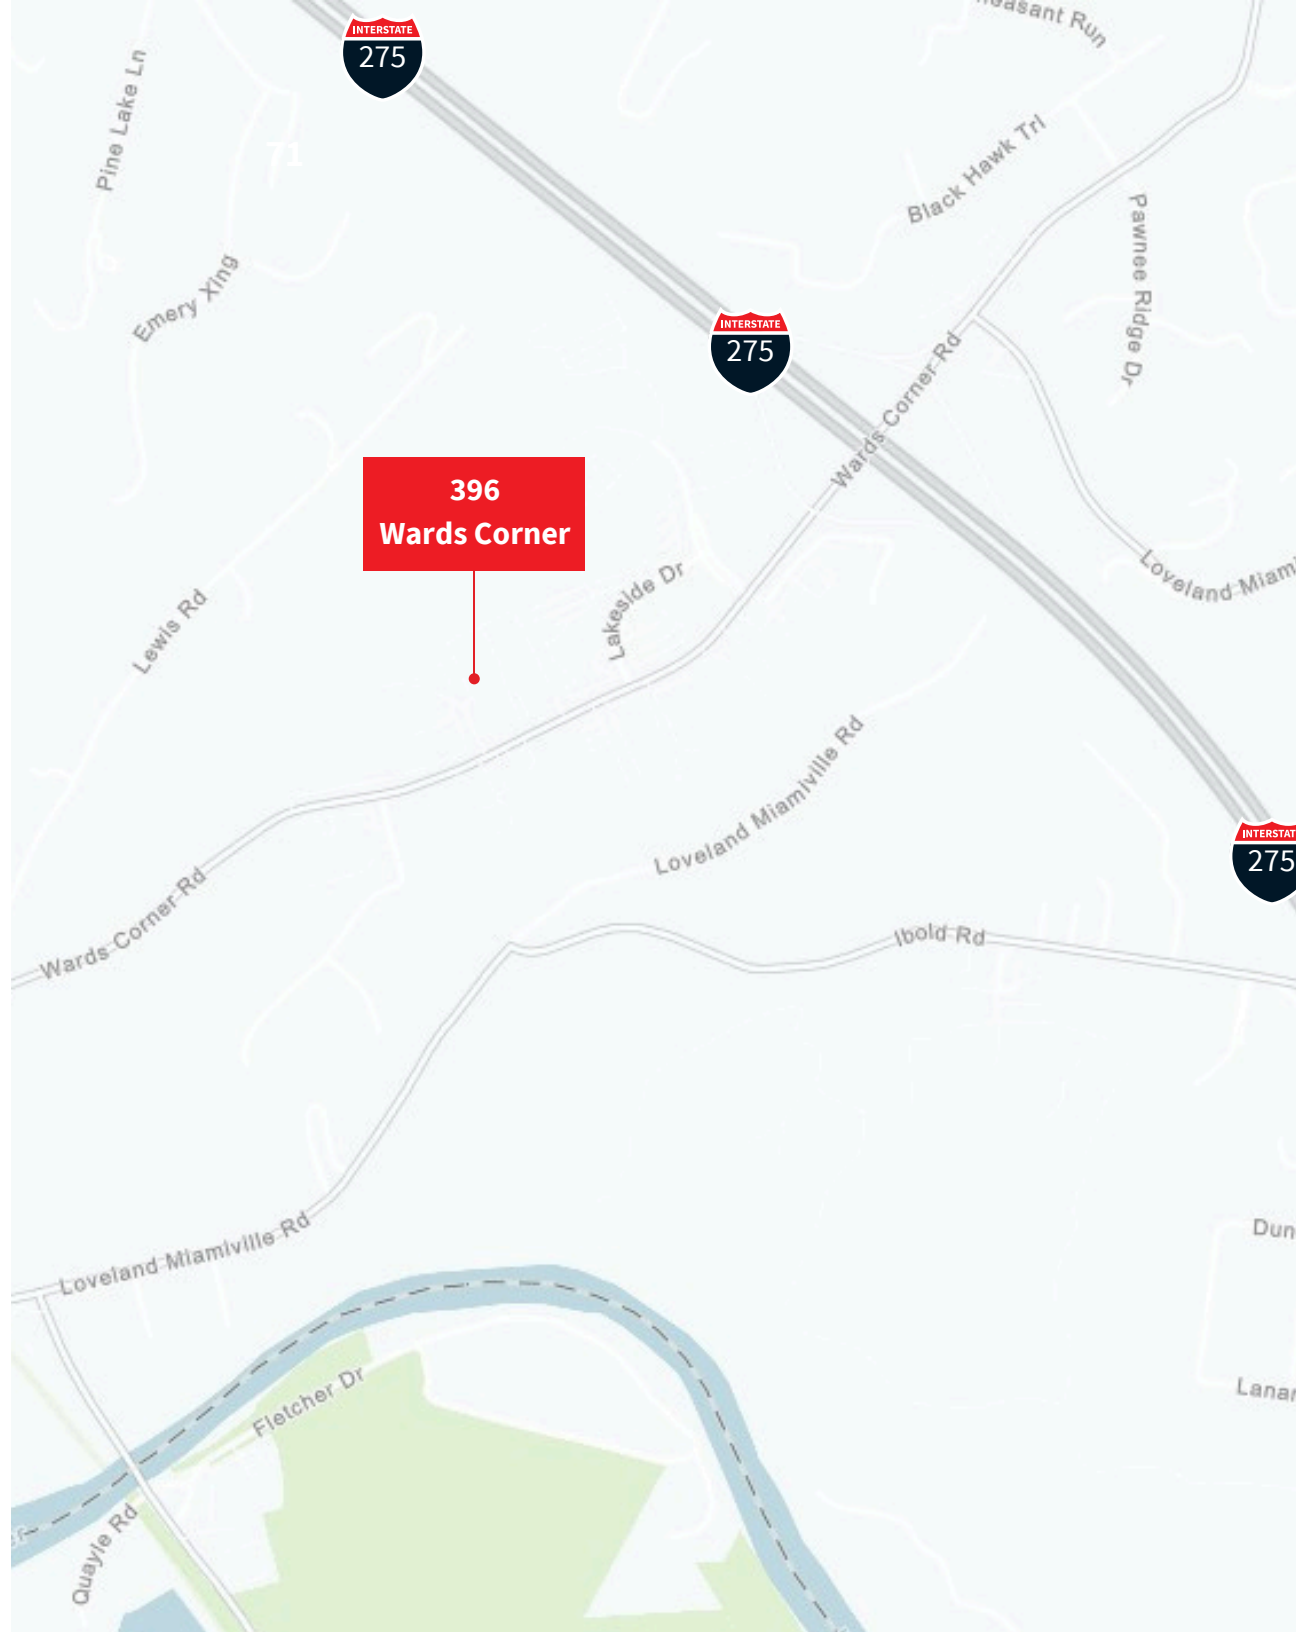 INTERSTATE
275
Pine Lake Ln
71
Black Hawk Trl
Pawnee Ridge Dr
Emery Xing
INTERSTATE
275
Wards Corner Rd
396
Wards Corner
Lakeside Dr
Loveland Miami
Lewis Rd
Loveland Miamiville Rd
INTERSTAT
275
Wards Corner Rd
Ibold Rd
Loveland Miamiville Rd
Dun
Lanar
Fletcher Dr
Quayle Rd